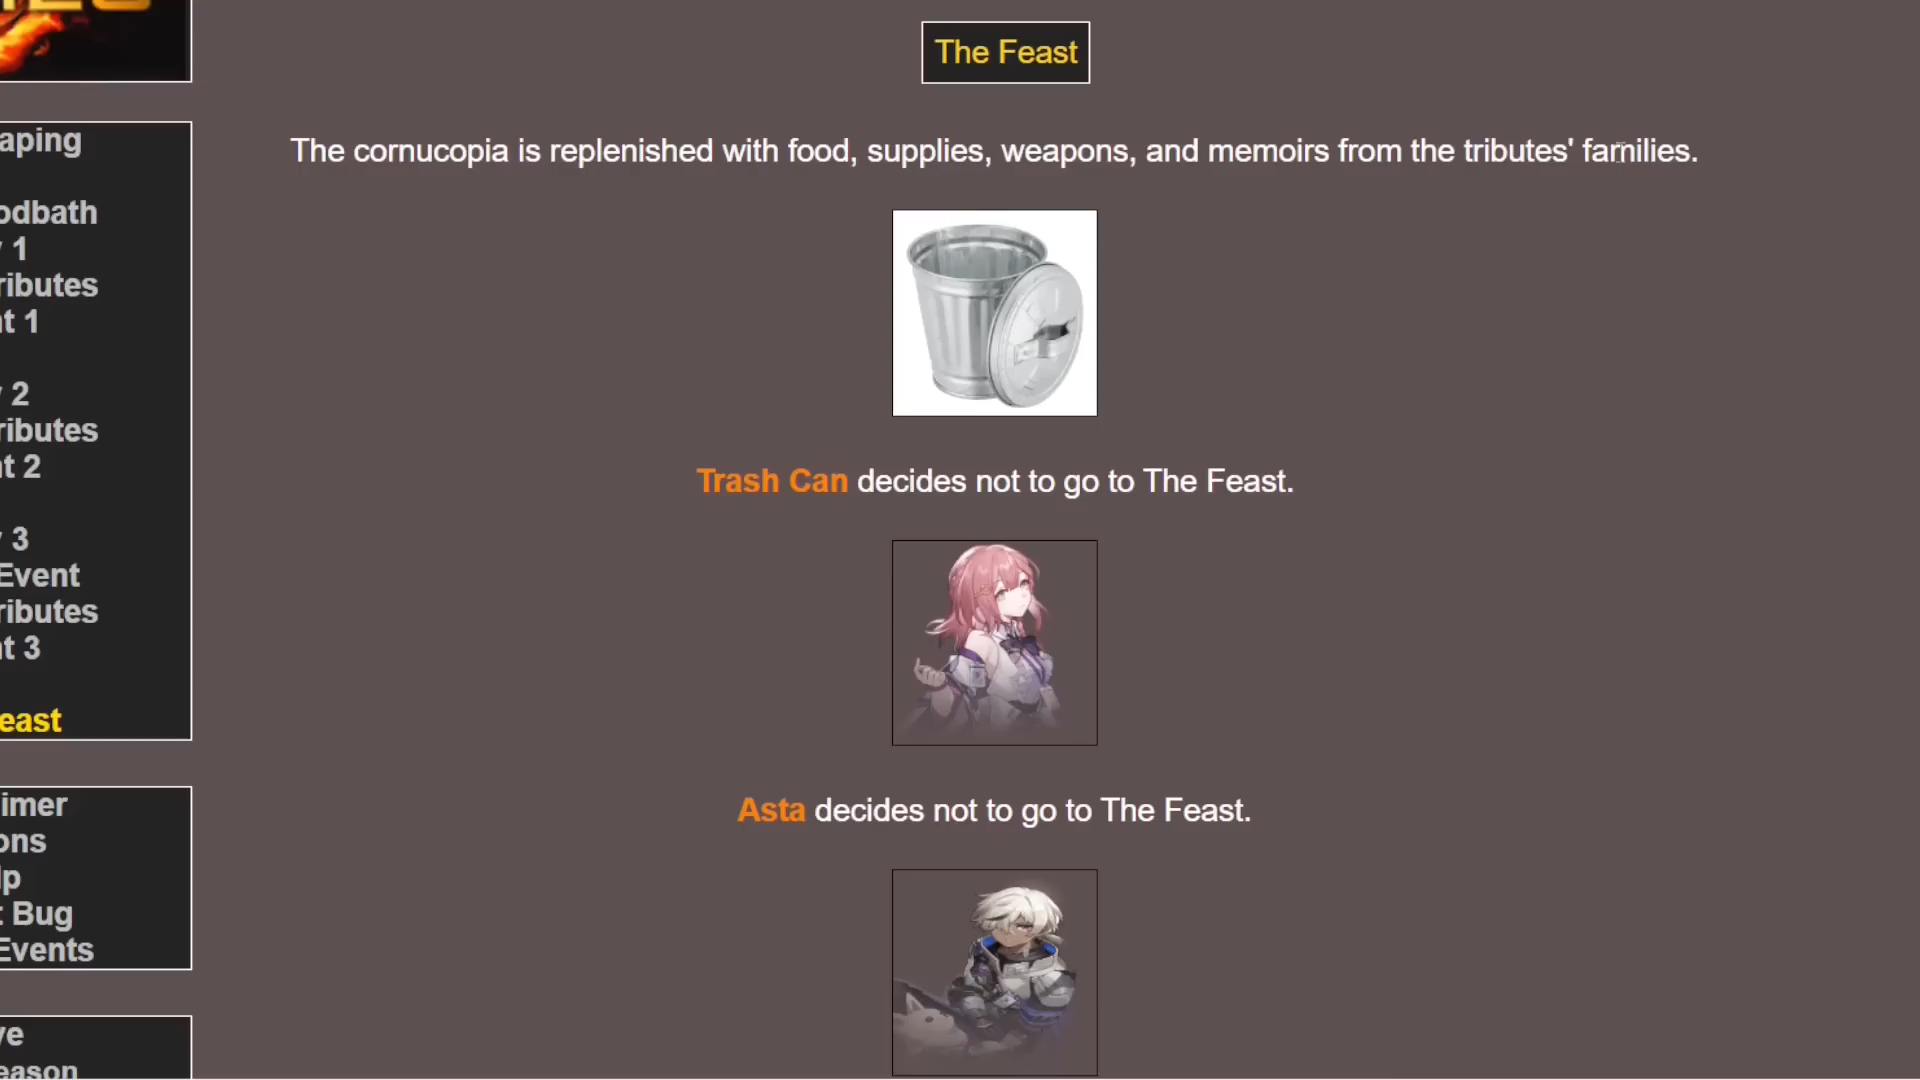 The Feast
The cornucopia is replenished with food, supplies, weapons, and memoirs from the tributes' families.
Trash Can decides not to go to The Feast.
Asta decides not to go to The Feast.
aping
odbath
1
ributes
t 1
2
ributes
t 2
3
Event
ributes
t 3
east
imer
ons
lp
t Bug
Events
ve
eason